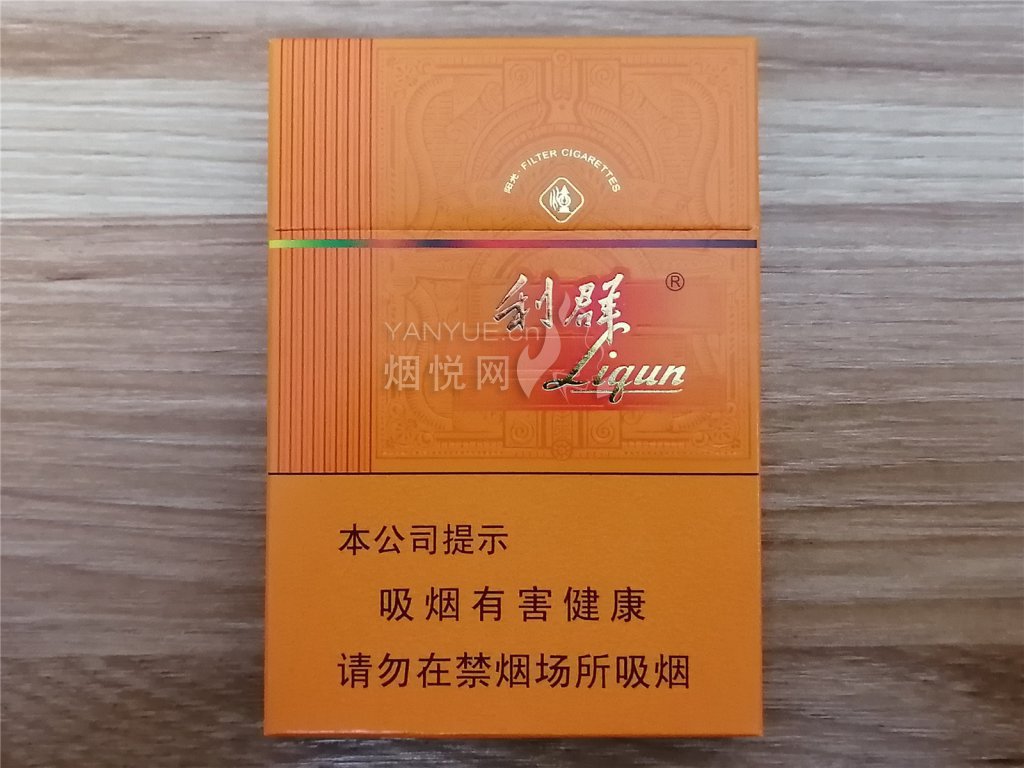 阳光·FILTER CIGARETTES
利群®
Liqun
YANYUE.cn
烟悦网
本公司提示
吸烟有害健康
请勿在禁烟场所吸烟